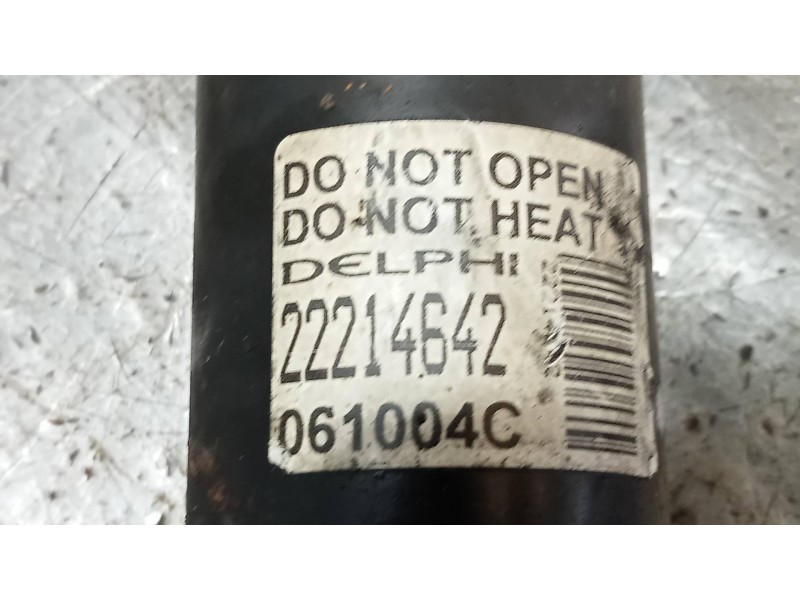 DO NOT OPEN
DO NOT HEAT
DELPHI
22214642
061004C